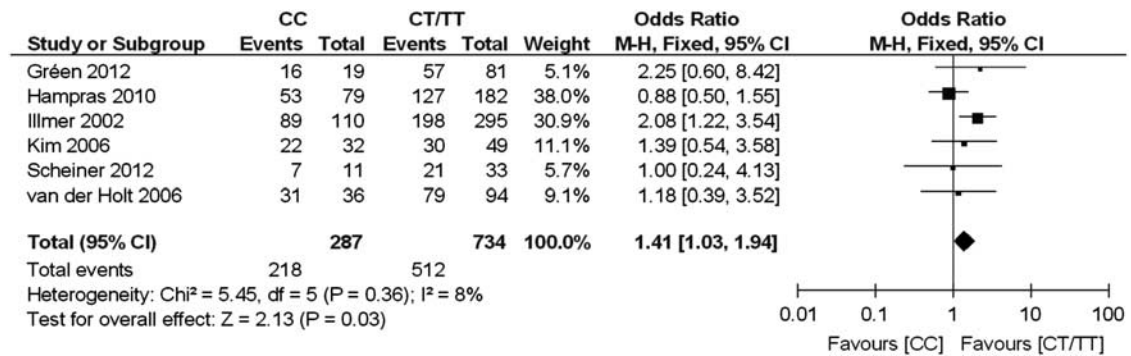 CC CT/TT Odds Ratio Odds Ratio
Study or Subgroup Events Total Events Total Weight M-H, Fixed, 95% CI M-H, Fixed, 95% CI
Gréen 2012 16 19 57 81 5.1% 2.25 [0.60, 8.42]
Hampras 2010 53 79 127 182 38.0% 0.88 [0.50, 1.55]
Illmer 2002 89 110 198 295 30.9% 2.08 [1.22, 3.54]
Kim 2006 22 32 30 49 11.1% 1.39 [0.54, 3.58]
Scheiner 2012 7 11 21 33 5.7% 1.00 [0.24, 4.13]
van der Holt 2006 31 36 79 94 9.1% 1.18 [0.39, 3.52]
Total (95% CI) 287 734 100.0% 1.41 [1.03, 1.94]
Total events 218 512
Heterogeneity: Chi² = 5.45, df = 5 (P = 0.36); I² = 8%
Test for overall effect: Z = 2.13 (P = 0.03)
0.01 0.1 1 10 100
Favours [CC] Favours [CT/TT]